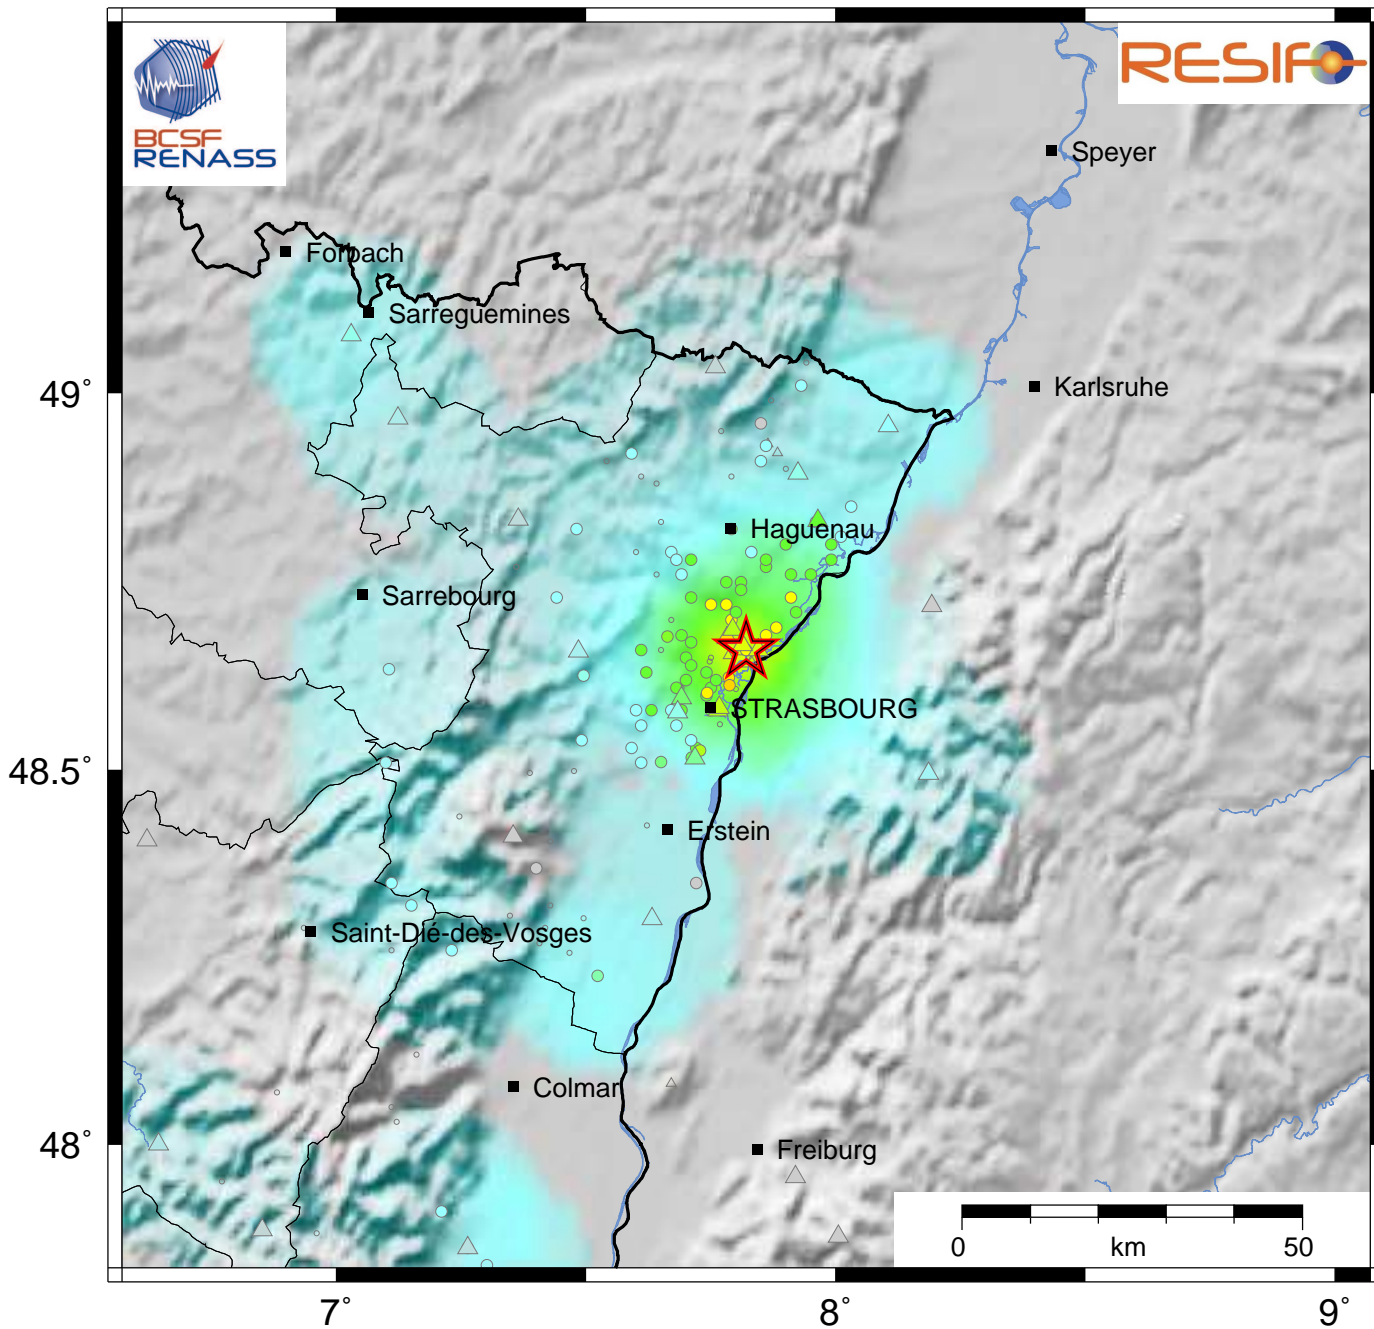 BCSF
RENASS
RESIF
Speyer
Forbach
Sarreguemines
49°
Karlsruhe
Haguenau
Sarrebourg
STRASBOURG
48.5°
Erstein
Saint-Dié-des-Vosges
Colmar
Freiburg
48°
0 km 50
7° 8° 9°